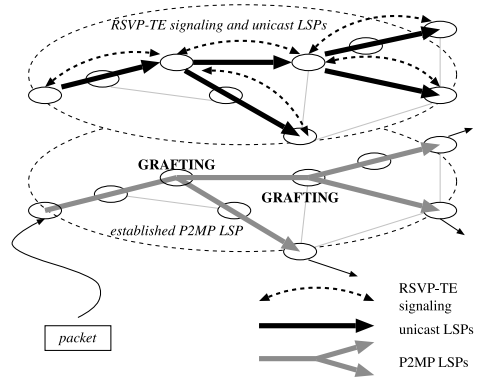 RSVP-TE signaling and unicast LSPs
GRAFTING
GRAFTING
established P2MP LSP
packet
RSVP-TE
signaling
unicast LSPs
P2MP LSPs